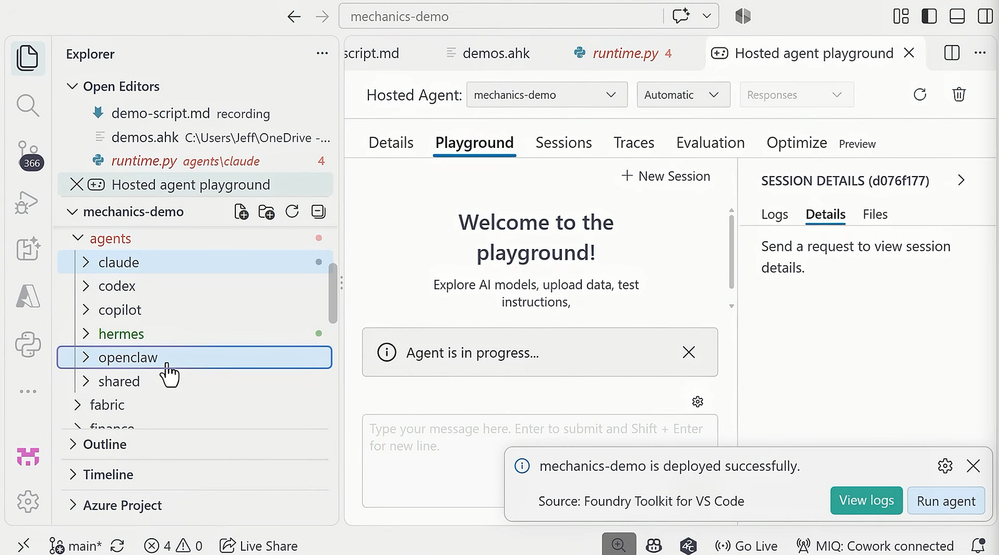 mechanics-demo
Explorer
Open Editors
demo-script.md recording
demos.ahk C:\Users\Jeff\OneDrive -...
runtime.py agents\claude 4
Hosted agent playground
mechanics-demo
agents
claude
codex
copilot
hermes
openclaw
shared
fabric
finance
Outline
Timeline
Azure Project
366
script.md
demos.ahk
runtime.py 4
Hosted agent playground
Hosted Agent:
mechanics-demo
Automatic
Responses
Details
Playground
Sessions
Traces
Evaluation
Optimize Preview
New Session
Welcome to the
playground!
Explore AI models, upload data, test
instructions,
Agent is in progress...
Type your message here. Enter to submit and Shift + Enter
for new line.
SESSION DETAILS (d076f177)
Logs
Details
Files
Send a request to view session
details.
mechanics-demo is deployed successfully.
Source: Foundry Toolkit for VS Code
View logs
Run agent
main*
4
0
Live Share
Go Live
MIQ: Cowork connected